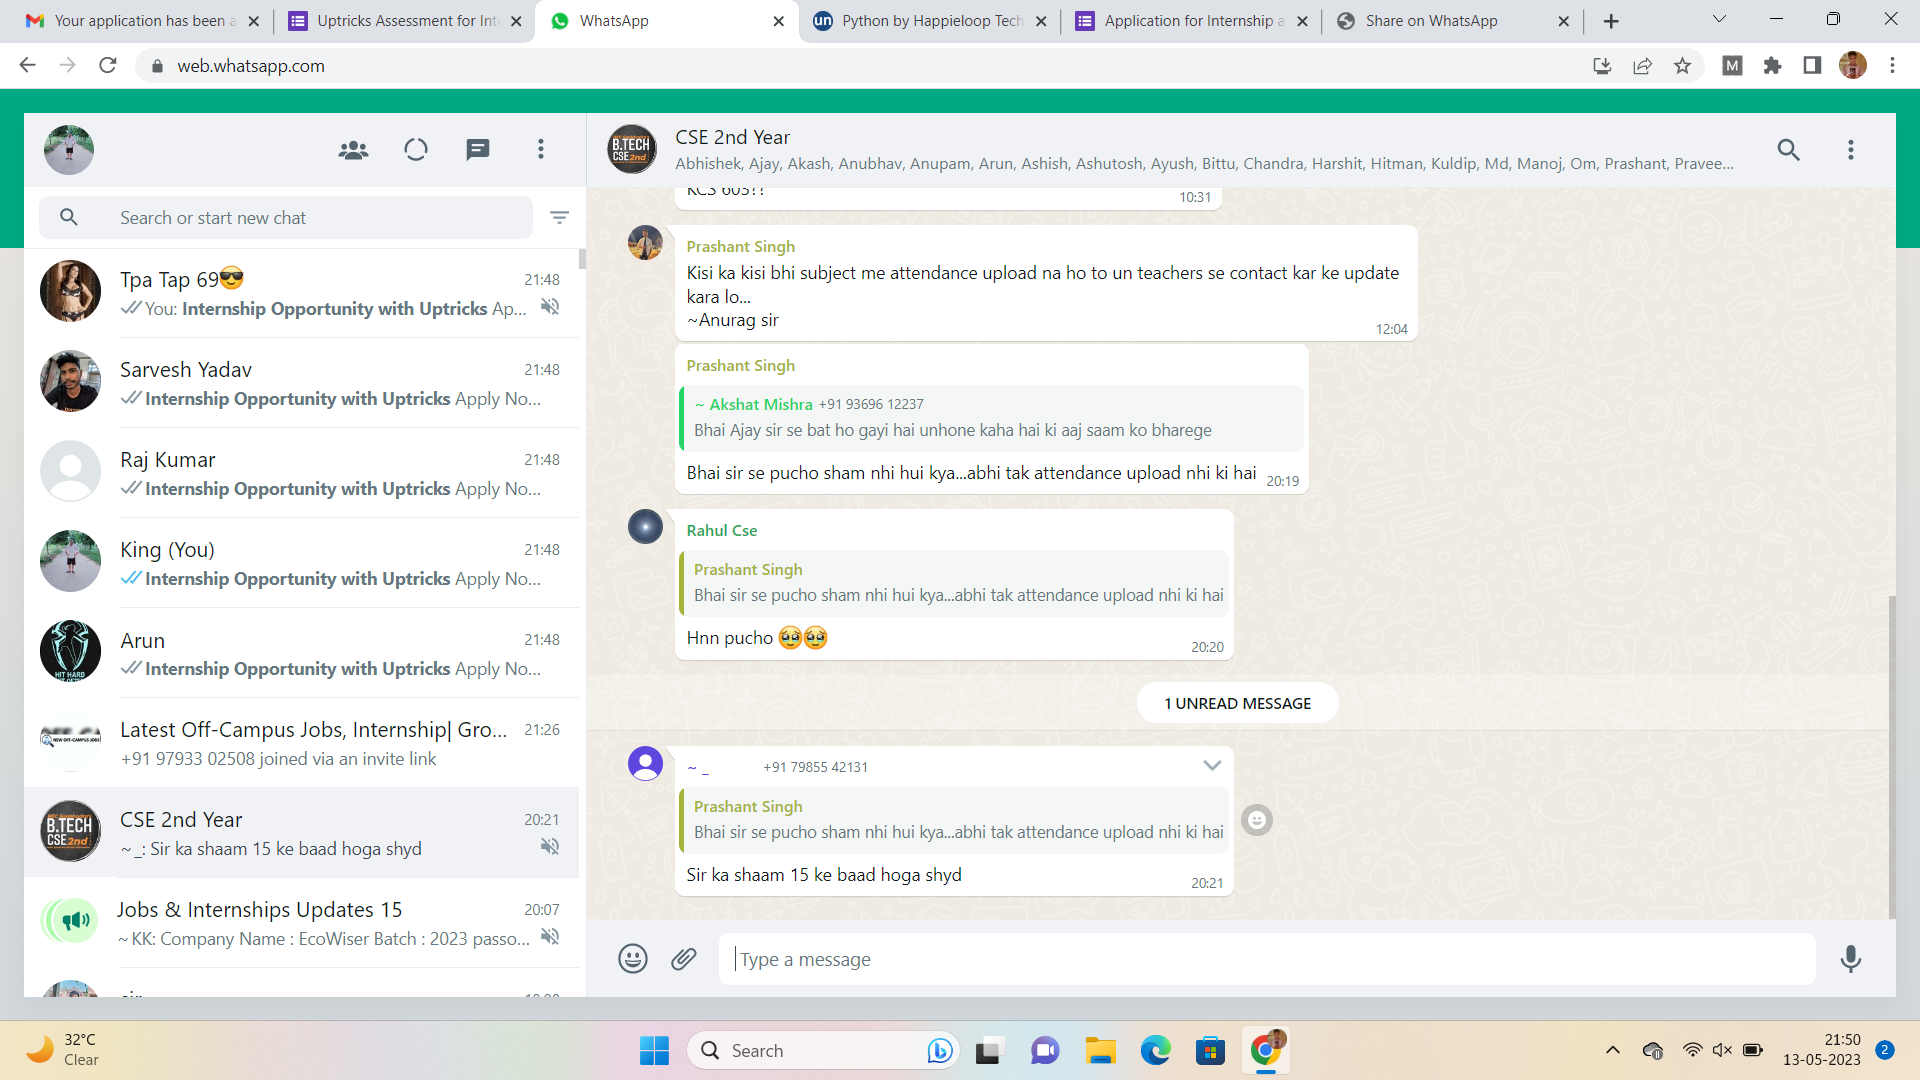 Your application has been a
Uptricks Assessment for Int
WhatsApp
Python by Happieloop Tech
Application for Internship a
Share on WhatsApp
web.whatsapp.com
M
CSE 2nd Year
Abhishek, Ajay, Akash, Anubhav, Anupam, Arun, Ashish, Ashutosh, Ayush, Bittu, Chandra, Harshit, Hitman, Kuldip, Md, Manoj, Om, Prashant, Pravee...
Search or start new chat
Tpa Tap 69😎
21:48
You: Internship Opportunity with Uptricks Ap...
Sarvesh Yadav
21:48
Internship Opportunity with Uptricks Apply No...
Raj Kumar
21:48
Internship Opportunity with Uptricks Apply No...
King (You)
21:48
Internship Opportunity with Uptricks Apply No...
Arun
21:48
Internship Opportunity with Uptricks Apply No...
Latest Off-Campus Jobs, Internship| Gro...
21:26
+91 97933 02508 joined via an invite link
CSE 2nd Year
20:21
~ _: Sir ka shaam 15 ke baad hoga shyd
Jobs & Internships Updates 15
20:07
~ KK: Company Name : EcoWiser Batch : 2023 passo...
KCS 603??
10:31
Prashant Singh
Kisi ka kisi bhi subject me attendance upload na ho to un teachers se contact kar ke update
kara lo...
~Anurag sir
12:04
Prashant Singh
~ Akshat Mishra +91 93696 12237
Bhai Ajay sir se bat ho gayi hai unhone kaha hai ki aaj saam ko bharege
Bhai sir se pucho sham nhi hui kya...abhi tak attendance upload nhi ki hai
20:19
Rahul Cse
Prashant Singh
Bhai sir se pucho sham nhi hui kya...abhi tak attendance upload nhi ki hai
Hnn pucho 🥹🥹
20:20
1 UNREAD MESSAGE
~ _ +91 79855 42131
Prashant Singh
Bhai sir se pucho sham nhi hui kya...abhi tak attendance upload nhi ki hai
Sir ka shaam 15 ke baad hoga shyd
20:21
Type a message
32°C
Clear
Search
21:50
13-05-2023
2